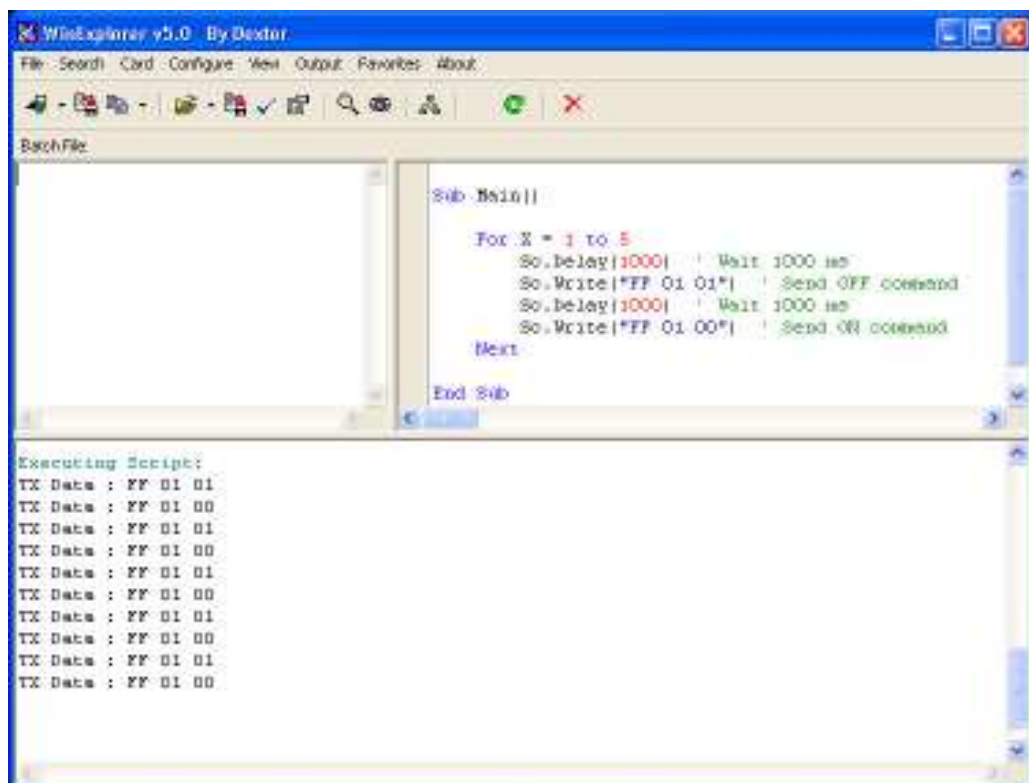 WinExplorer v5.0 By Dexter
File Search Card Configure View Output Favorites About
Batch File:
Sub Main()
For X = 1 to 5
Sc.Delay(1000) ' Wait 1000 ms
Sc.Write("FF 01 01") ' Send OFF command
Sc.Delay(1000) ' Wait 1000 ms
Sc.Write("FF 01 00") ' Send ON command
Next
End Sub
Executing Script:
TX Data : FF 01 01
TX Data : FF 01 00
TX Data : FF 01 01
TX Data : FF 01 00
TX Data : FF 01 01
TX Data : FF 01 00
TX Data : FF 01 01
TX Data : FF 01 00
TX Data : FF 01 01
TX Data : FF 01 00